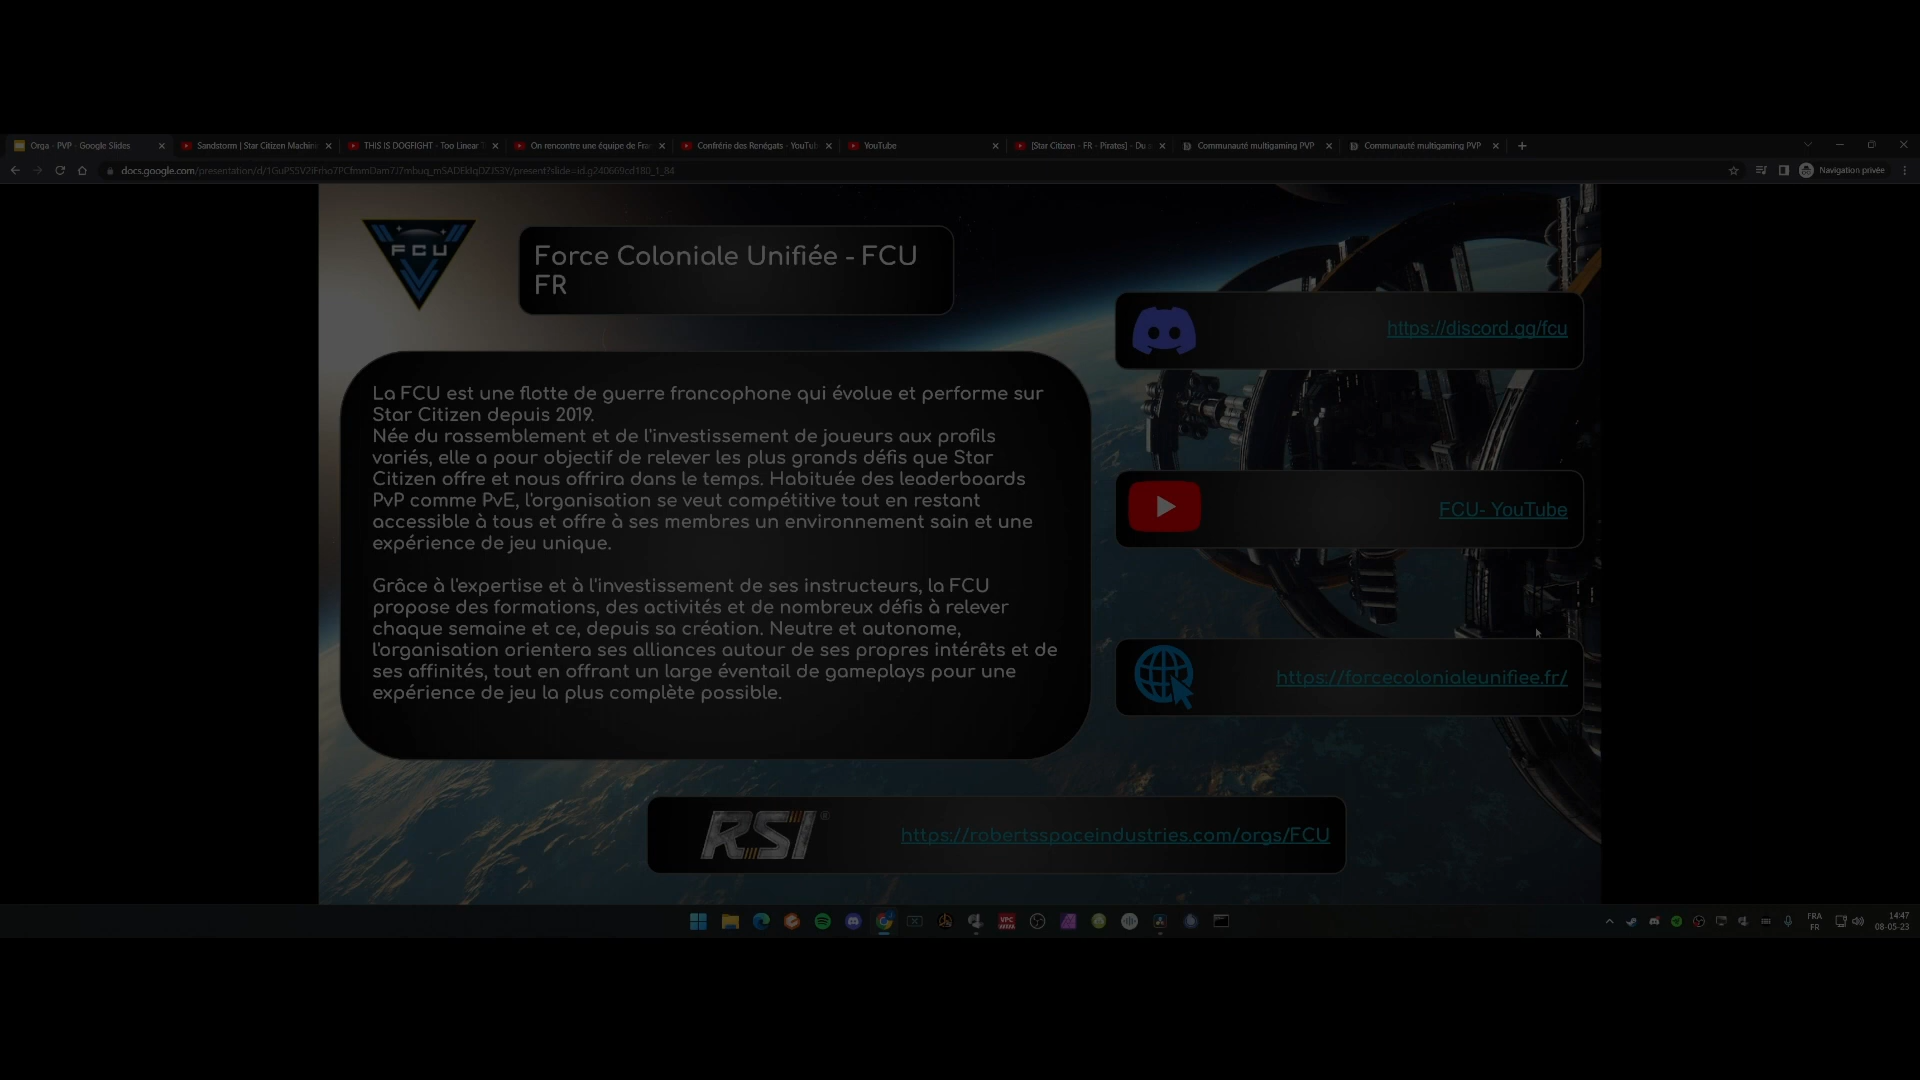 Orga - PVP - Google Slides
Sandstorm | Star Citizen Machin
THIS IS DOGFIGHT - Too Linear
On rencontre une équipe de Fran
Confrérie des Renégats - YouTub
YouTube
[Star Citizen - FR - Pirates] - Du
Communauté multigaming PVP
Communauté multigaming PVP
Navigation privée
FCU
Force Coloniale Unifiée - FCU
FR
https://discord.gg/fcu
La FCU est une flotte de guerre francophone qui évolue et performe sur
Star Citizen depuis 2019.
Née du rassemblement et de l'investissement de joueurs aux profils
variés, elle a pour objectif de relever les plus grands défis que Star
Citizen offre et nous offrira dans le temps. Habituée des leaderboards
PvP comme PvE, l'organisation se veut compétitive tout en restant
accessible à tous et offre à ses membres un environnement sain et une
expérience de jeu unique.
Grâce à l'expertise et à l'investissement de ses instructeurs, la FCU
propose des formations, des activités et de nombreux défis à relever
chaque semaine et ce, depuis sa création. Neutre et autonome,
l'organisation orientera ses alliances autour de ses propres intérêts et de
ses affinités, tout en offrant un large éventail de gameplays pour une
expérience de jeu la plus complète possible.
FCU- YouTube
https://forcecolonialeunifiee.fr/
RSI
https://robertsspaceindustries.com/orgs/FCU
VPC
FRA
FR
14:47
08-05-23